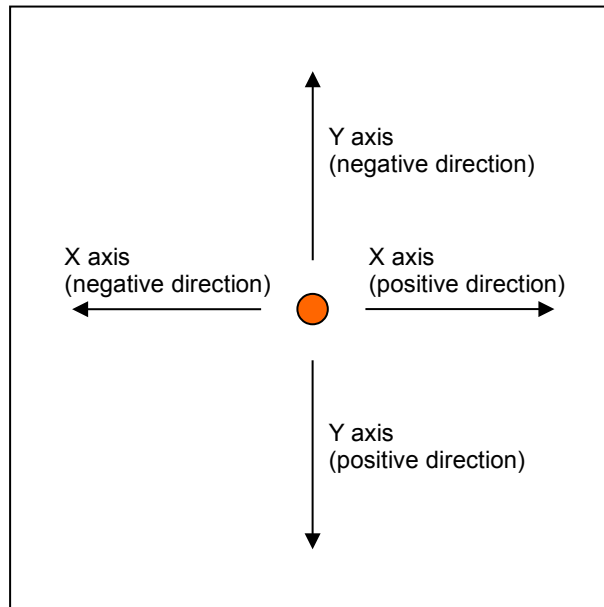 Y axis
(negative direction)
X axis
(negative direction)
X axis
(positive direction)
Y axis
(positive direction)